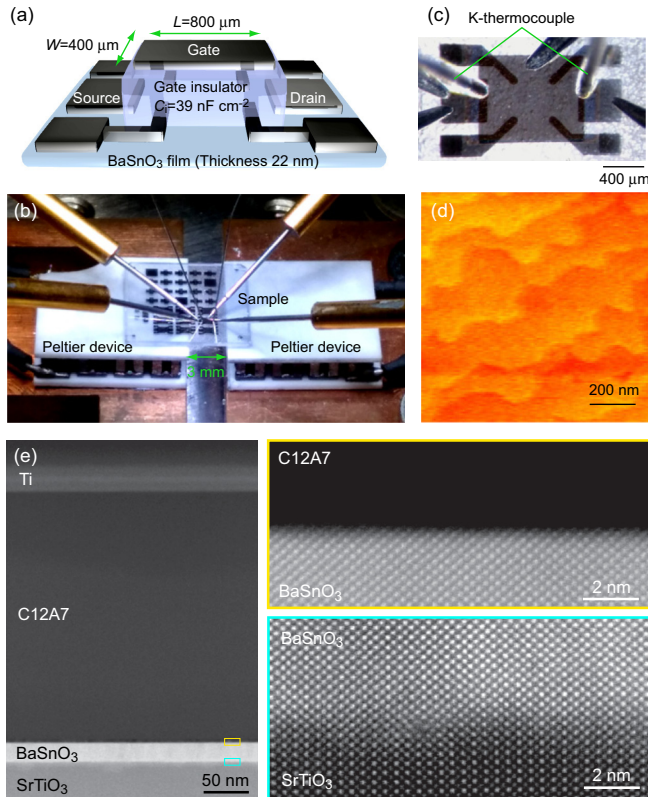 (a)
L=800 μm
W=400 μm
Gate
Source
Gate insulator
Drain
Cᵢ=39 nF cm⁻²
BaSnO₃ film (Thickness 22 nm)
(c)
K-thermocouple
400 μm
(b)
Sample
Peltier device
Peltier device
3 mm
(d)
200 nm
(e)
Ti
C12A7
BaSnO₃
SrTiO₃
50 nm
C12A7
BaSnO₃
2 nm
BaSnO₃
SrTiO₃
2 nm